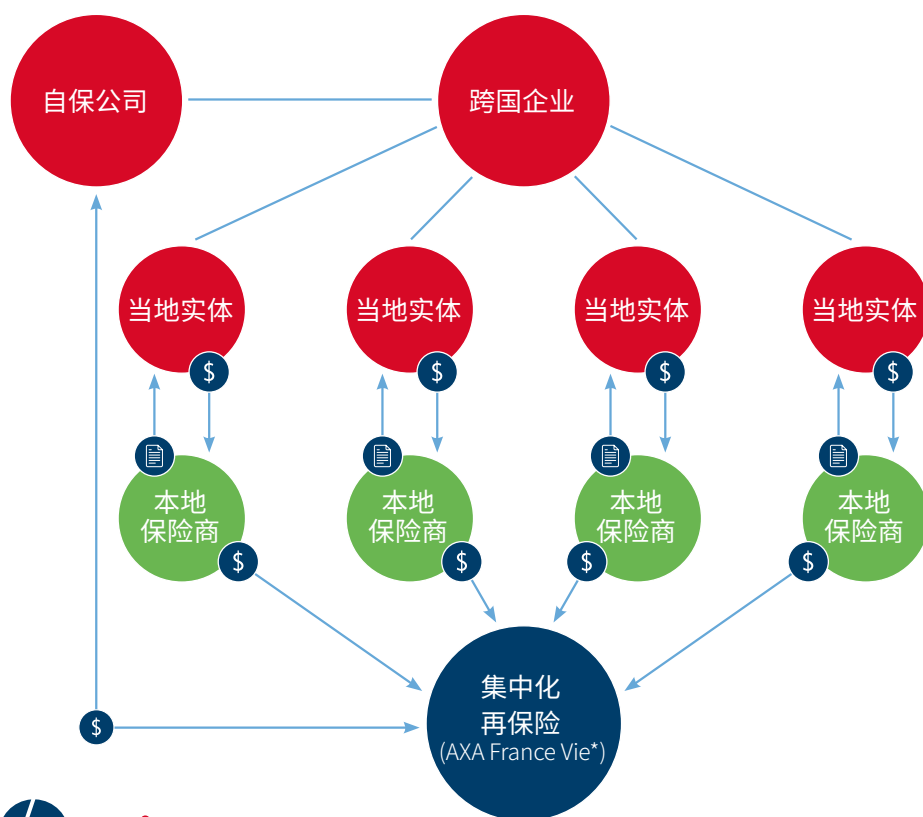 自保公司
跨国企业
当地实体
当地实体
当地实体
当地实体
$
$
$
$
本地
保险商
本地
保险商
本地
保险商
本地
保险商
$
$
$
$
集中化
再保险
(AXA France Vie*)
$